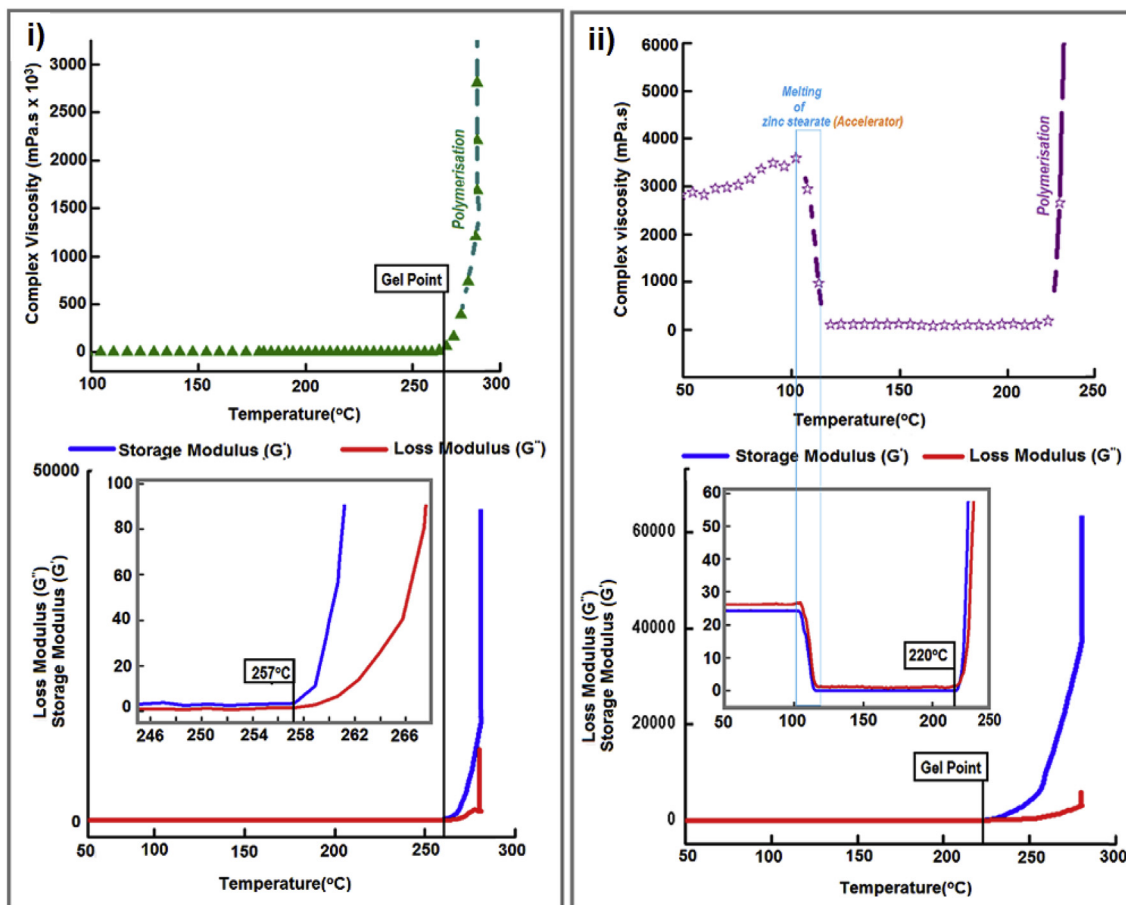 i)
Complex Viscosity (mPa.s x 10³)
3000
2500
2000
1500
1000
500
0
Polymerisation
Gel Point
100
150
200
250
300
Temperature(°C)
Storage Modulus (G')
Loss Modulus (G")
Loss Modulus (G")
Storage Modulus (G')
50000
0
100
80
60
40
20
0
257°C
246
250
254
258
262
266
50
100
150
200
250
300
Temperature(°C)
ii)
Complex viscosity (mPa.s)
6000
5000
4000
3000
2000
1000
0
Melting
of
zinc stearate (Accelerator)
Polymerisation
50
100
150
200
250
Temperature(°C)
Storage Modulus (G')
Loss Modulus (G")
Loss Modulus (G")
Storage Modulus (G')
60000
40000
20000
0
60
50
40
30
20
10
0
220°C
50
100
150
200
250
Gel Point
50
100
150
200
250
300
Temperature(°C)